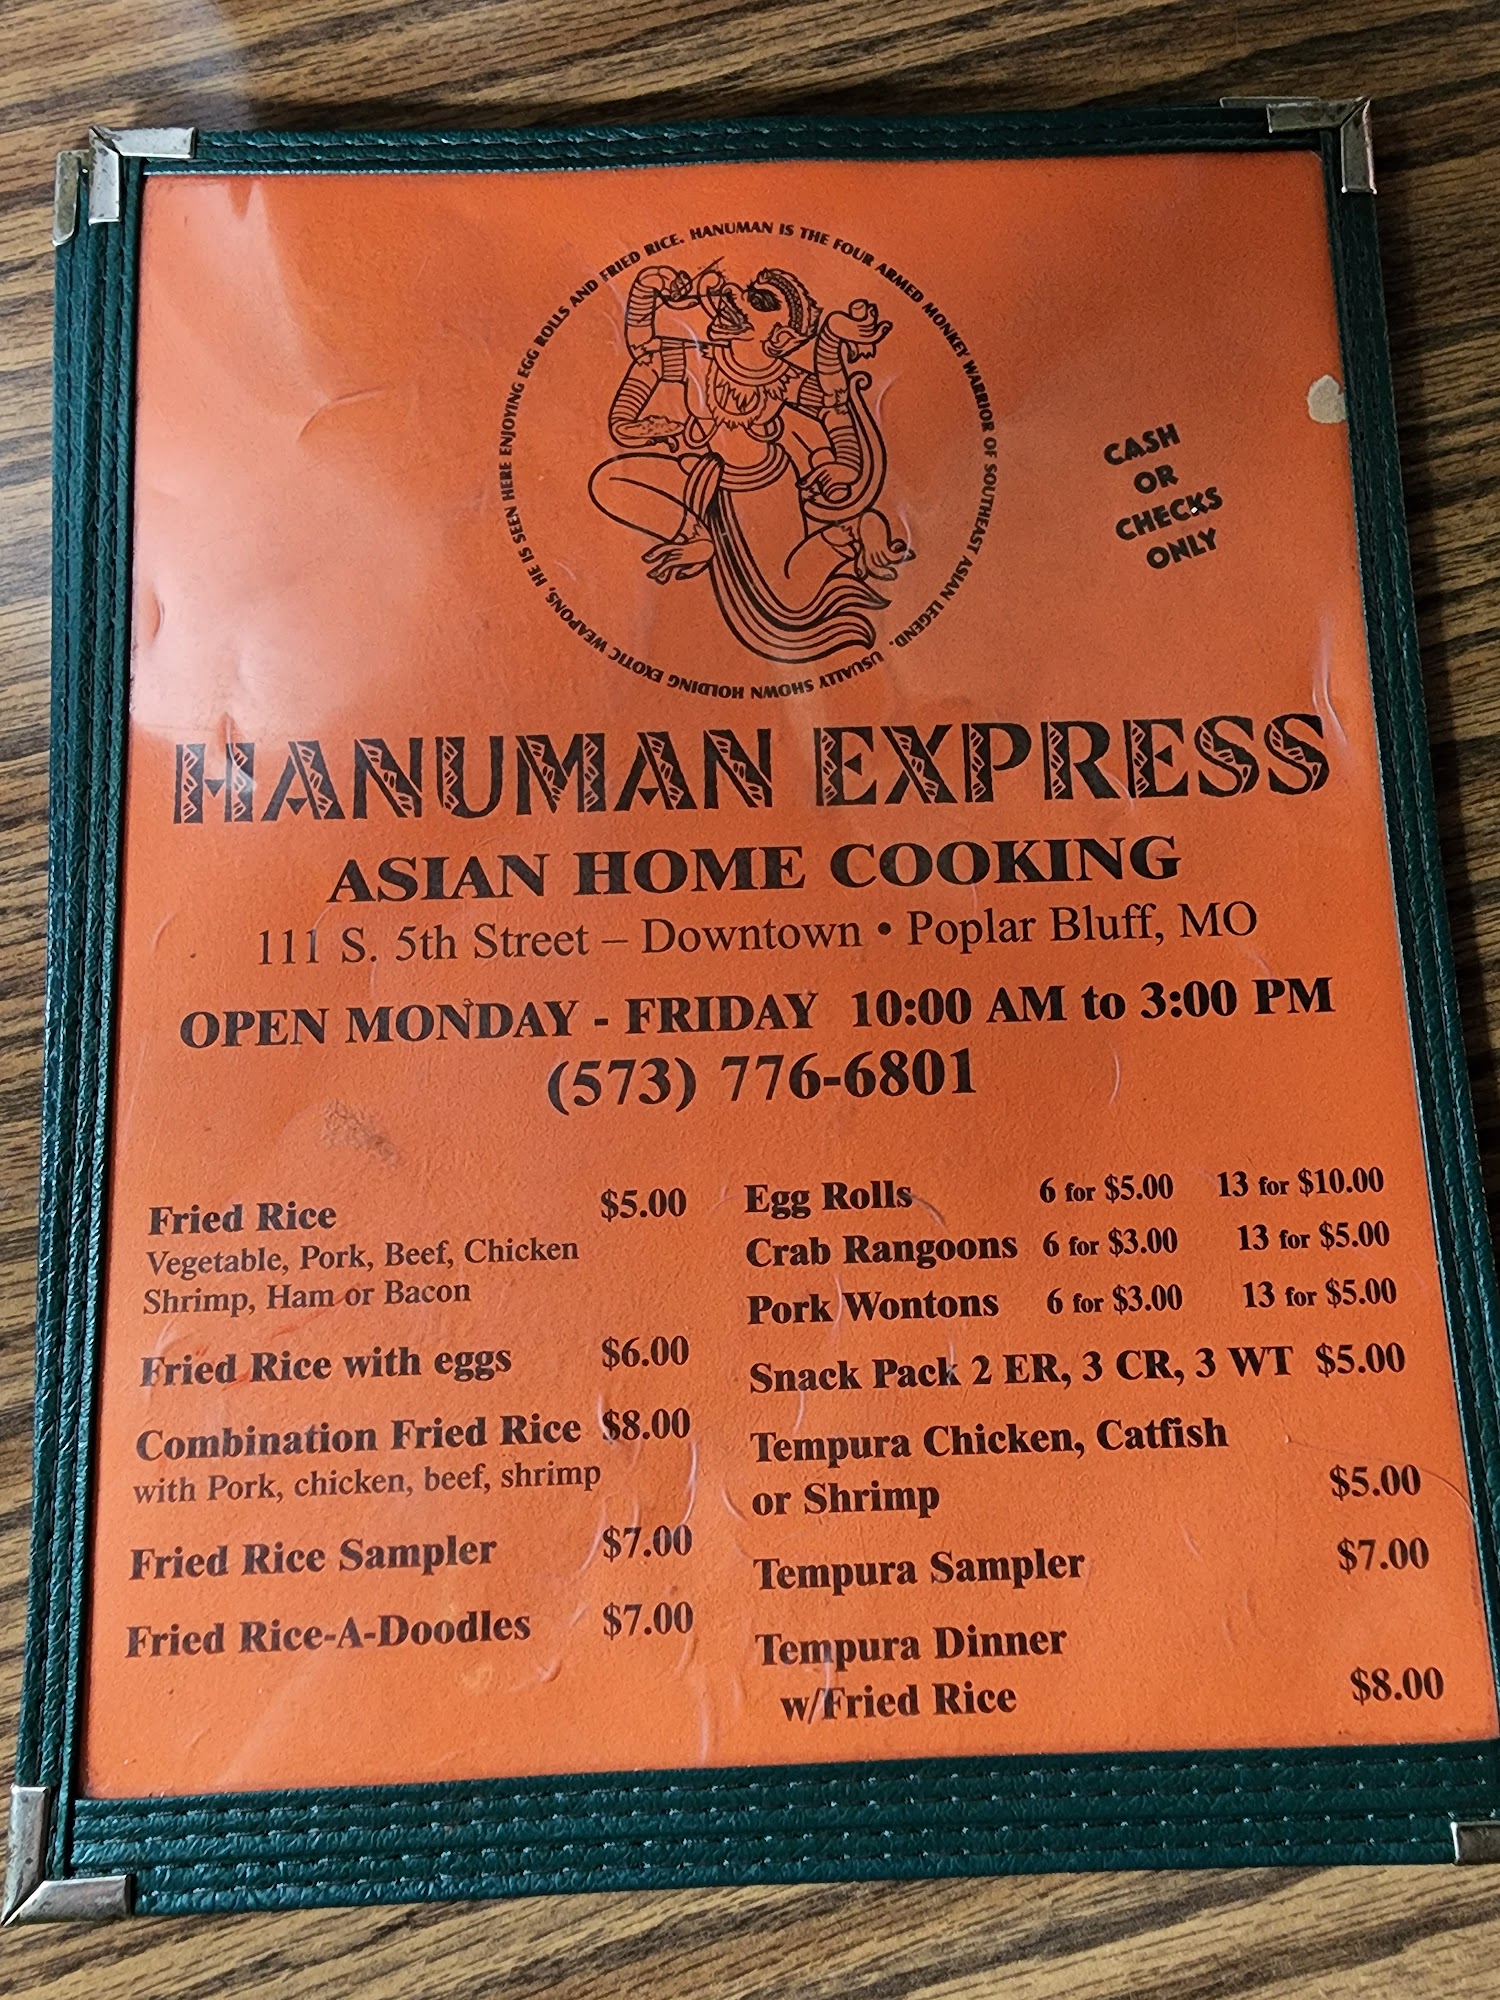 HANUMAN IS THE FOUR ARMED MONKEY WARRIOR OF SOUTHEAST ASIAN LEGEND. USUALLY SHOWN HOLDING EXOTIC WEAPONS, HE IS SEEN HERE ENJOYING EGG ROLLS AND FRIED RICE.
CASH
OR
CHECKS
ONLY
HANUMAN EXPRESS
ASIAN HOME COOKING
111 S. 5th Street – Downtown • Poplar Bluff, MO
OPEN MONDAY - FRIDAY 10:00 AM to 3:00 PM
(573) 776-6801
Fried Rice $5.00
Vegetable, Pork, Beef, Chicken
Shrimp, Ham or Bacon
Fried Rice with eggs $6.00
Combination Fried Rice $8.00
with Pork, chicken, beef, shrimp
Fried Rice Sampler $7.00
Fried Rice-A-Doodles $7.00
Egg Rolls 6 for $5.00 13 for $10.00
Crab Rangoons 6 for $3.00 13 for $5.00
Pork Wontons 6 for $3.00 13 for $5.00
Snack Pack 2 ER, 3 CR, 3 WT $5.00
Tempura Chicken, Catfish
or Shrimp $5.00
Tempura Sampler $7.00
Tempura Dinner
w/Fried Rice $8.00